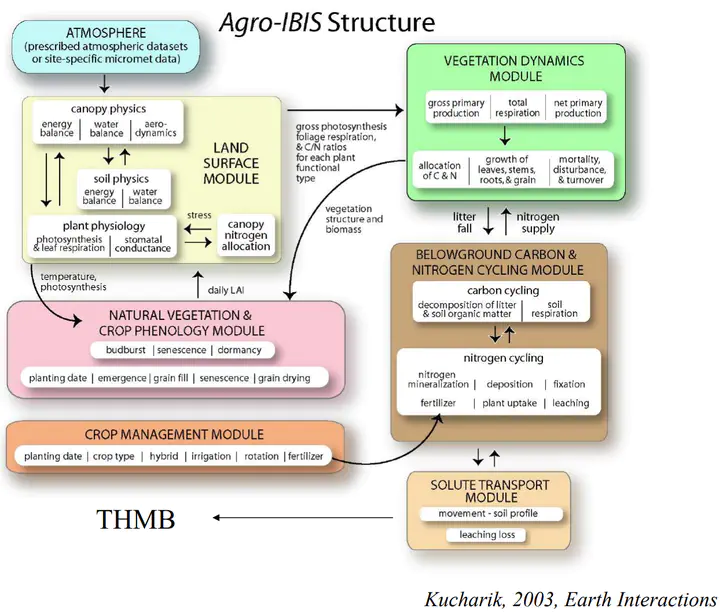 Agro-IBIS Structure
ATMOSPHERE
(prescribed atmospheric datasets
or site-specific micromet data)
canopy physics
energy balance | water balance | aero-dynamics
LAND
SURFACE
MODULE
soil physics
energy balance | water balance
plant physiology
photosynthesis & leaf respiration | stomatal conductance
stress
canopy
nitrogen
allocation
gross photosynthesis
foliage respiration,
& C/N ratios
for each plant
functional
type
VEGETATION DYNAMICS
MODULE
gross primary production | total respiration | net primary production
allocation of C & N | growth of leaves, stems, roots, & grain | mortality, disturbance, & turnover
vegetation
structure and
biomass
litter
fall
nitrogen
supply
temperature,
photosynthesis
daily LAI
NATURAL VEGETATION &
CROP PHENOLOGY MODULE
budburst | senescence | dormancy
planting date | emergence | grain fill | senescence | grain drying
BELOWGROUND CARBON &
NITROGEN CYCLING MODULE
carbon cycling
decomposition of litter & soil organic matter | soil respiration
nitrogen cycling
nitrogen mineralization | deposition | fixation
fertilizer | plant uptake | leaching
CROP MANAGEMENT MODULE
planting date | crop type | hybrid | irrigation | rotation | fertilizer
SOLUTE TRANSPORT
MODULE
movement - soil profile
leaching loss
THMB
Kucharik, 2003, Earth Interactions